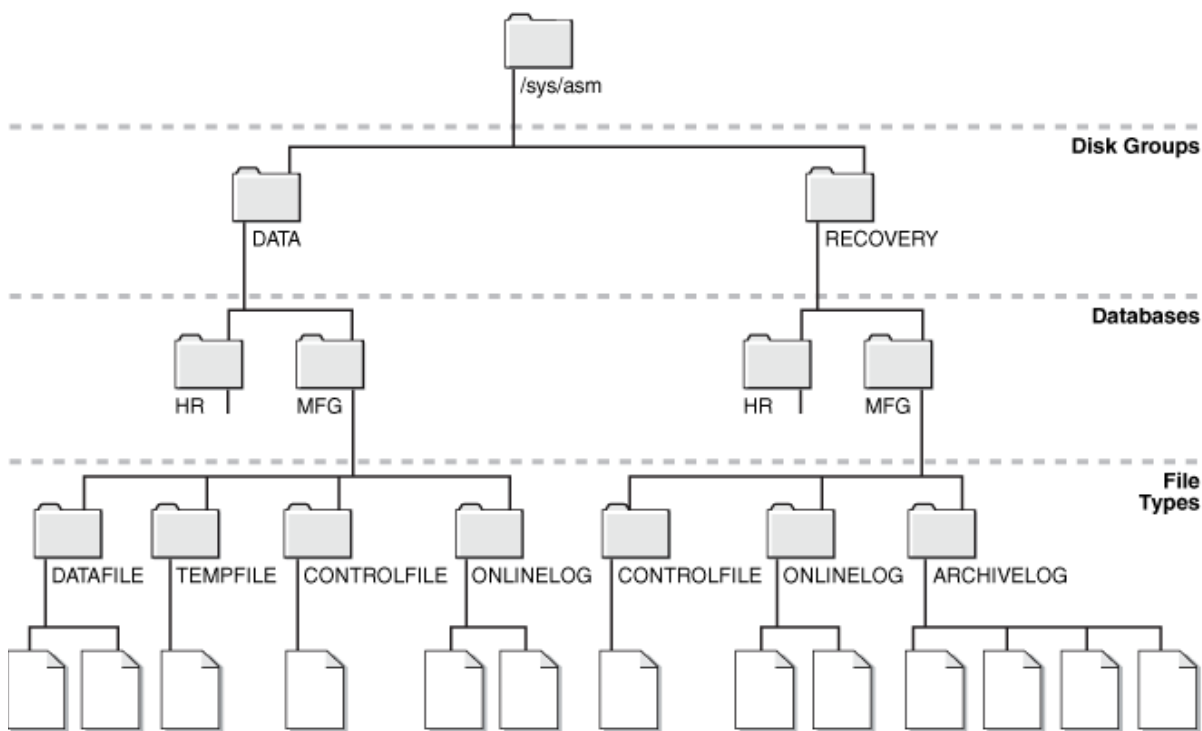 /sys/asm
Disk Groups
DATA
RECOVERY
Databases
HR
MFG
HR
MFG
File
Types
DATAFILE
TEMPFILE
CONTROLFILE
ONLINELOG
CONTROLFILE
ONLINELOG
ARCHIVELOG